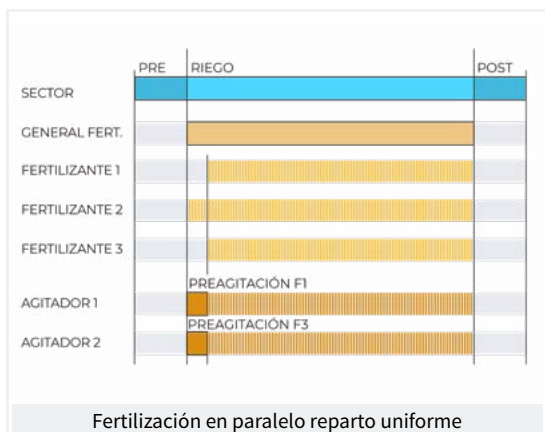 PRE RIEGO POST
SECTOR
GENERAL FERT.
FERTILIZANTE 1
FERTILIZANTE 2
FERTILIZANTE 3
PREAGITACIÓN F1
AGITADOR 1
PREAGITACIÓN F3
AGITADOR 2
Fertilización en paralelo reparto uniforme